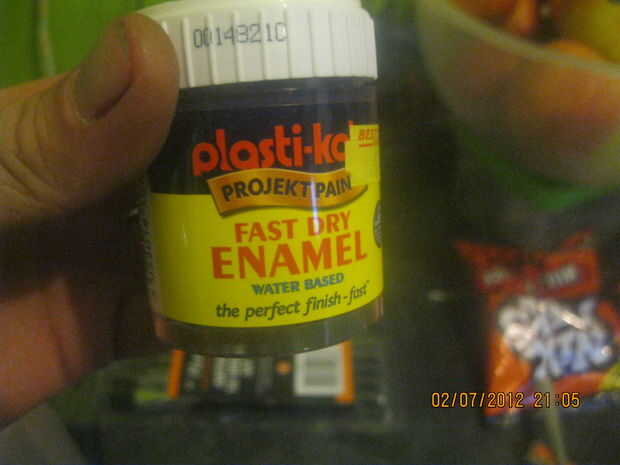 0014321C
plasti-ko
BEST
PROJEKT PAIN
FAST DRY
ENAMEL
WATER BASED
the perfect finish-fast
02/07/2012 21:05